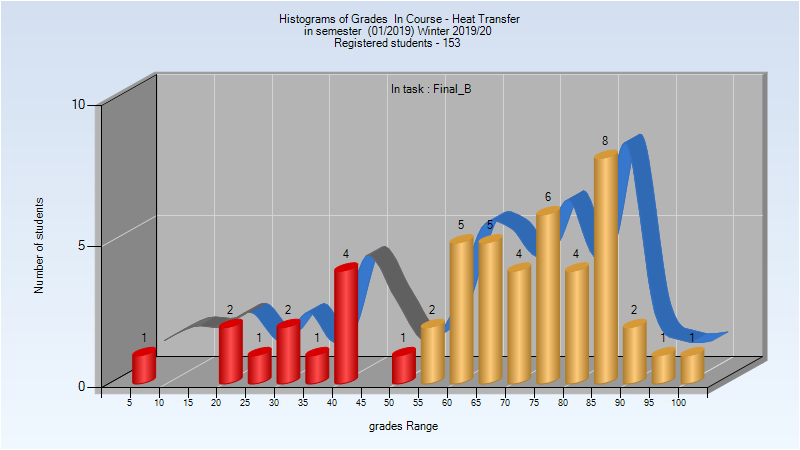 Histograms of Grades  In Course - Heat Transfer
in semester  (01/2019) Winter 2019/20
Registered students - 153
In task : Final_B
10
5
0
Number of students
1
2
1
2
1
4
1
2
5
5
4
6
4
8
2
1
1
5 10 15 20 25 30 35 40 45 50 55 60 65 70 75 80 85 90 95 100
grades Range